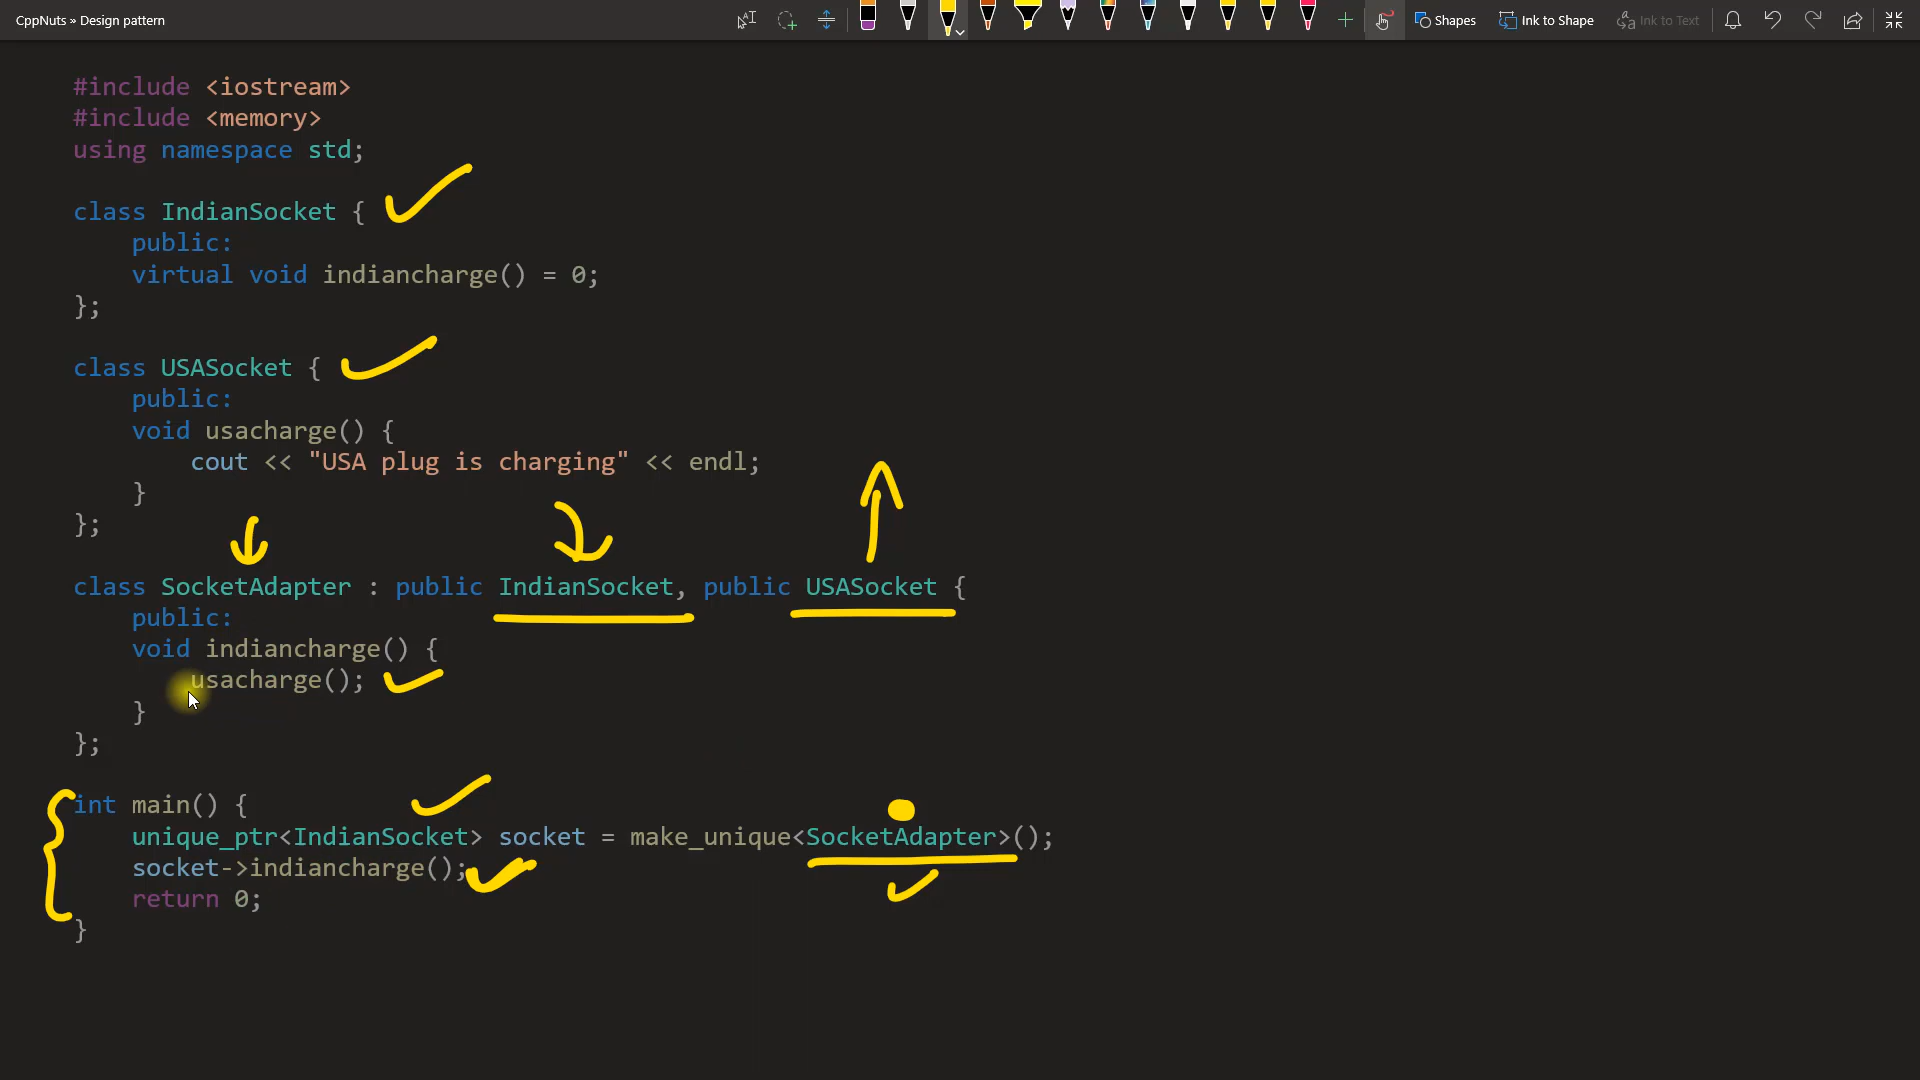 CppNuts » Design pattern
Shapes
Ink to Shape
Ink to Text
#include <iostream>
#include <memory>
using namespace std;
class IndianSocket {
public:
virtual void indiancharge() = 0;
};
class USASocket {
public:
void usacharge() {
cout << "USA plug is charging" << endl;
}
};
class SocketAdapter : public IndianSocket, public USASocket {
public:
void indiancharge() {
usacharge();
}
};
int main() {
unique_ptr<IndianSocket> socket = make_unique<SocketAdapter>();
socket->indiancharge();
return 0;
}